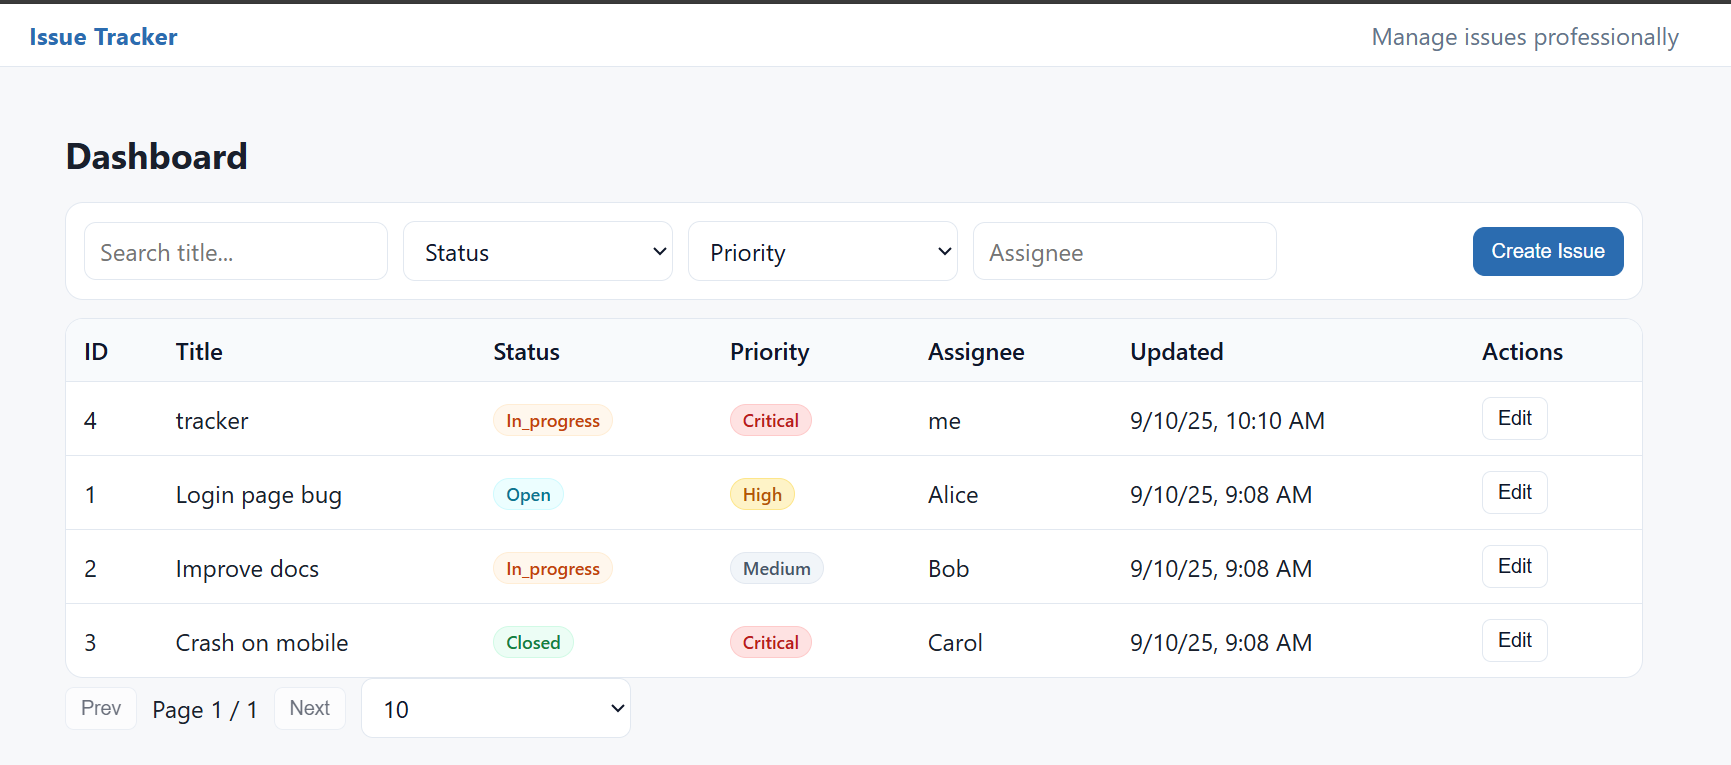 Issue Tracker Manage issues professionally
Dashboard
Search title... Status Priority Assignee Create Issue
ID Title Status Priority Assignee Updated Actions
4 tracker In_progress Critical me 9/10/25, 10:10 AM Edit
1 Login page bug Open High Alice 9/10/25, 9:08 AM Edit
2 Improve docs In_progress Medium Bob 9/10/25, 9:08 AM Edit
3 Crash on mobile Closed Critical Carol 9/10/25, 9:08 AM Edit
Prev Page 1 / 1 Next 10